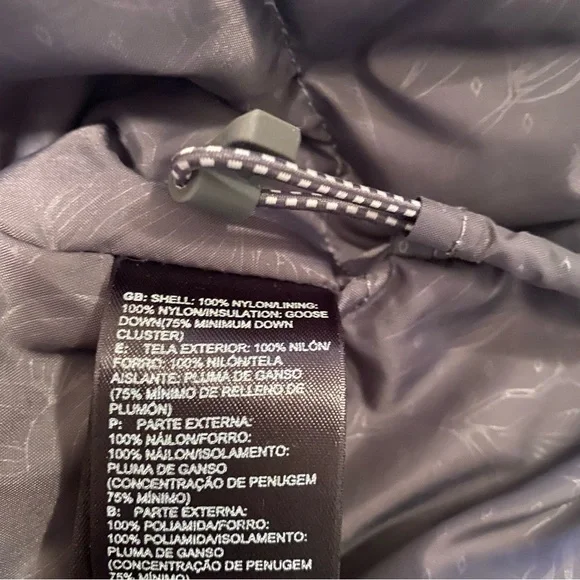 GB: SHELL: 100% NYLON/LINING:
100% NYLON/INSULATION: GOOSE
DOWN(75% MINIMUM DOWN
CLUSTER)
E: TELA EXTERIOR: 100% NILÓN/
FORRO: 100% NILÓN/TELA
AISLANTE: PLUMA DE GANSO
(75% MÍNIMO DE RELLENO DE
PLUMÓN)
P: PARTE EXTERNA:
100% NÁILON/FORRO:
100% NÁILON/ISOLAMENTO:
PLUMA DE GANSO
(CONCENTRAÇÃO DE PENUGEM
75% MÍNIMO)
B: PARTE EXTERNA:
100% POLIAMIDA/FORRO:
100% POLIAMIDA/ISOLAMENTO:
PLUMA DE GANSO
(CONCENTRAÇÃO DE PENUGEM
75% MÍNIMO)